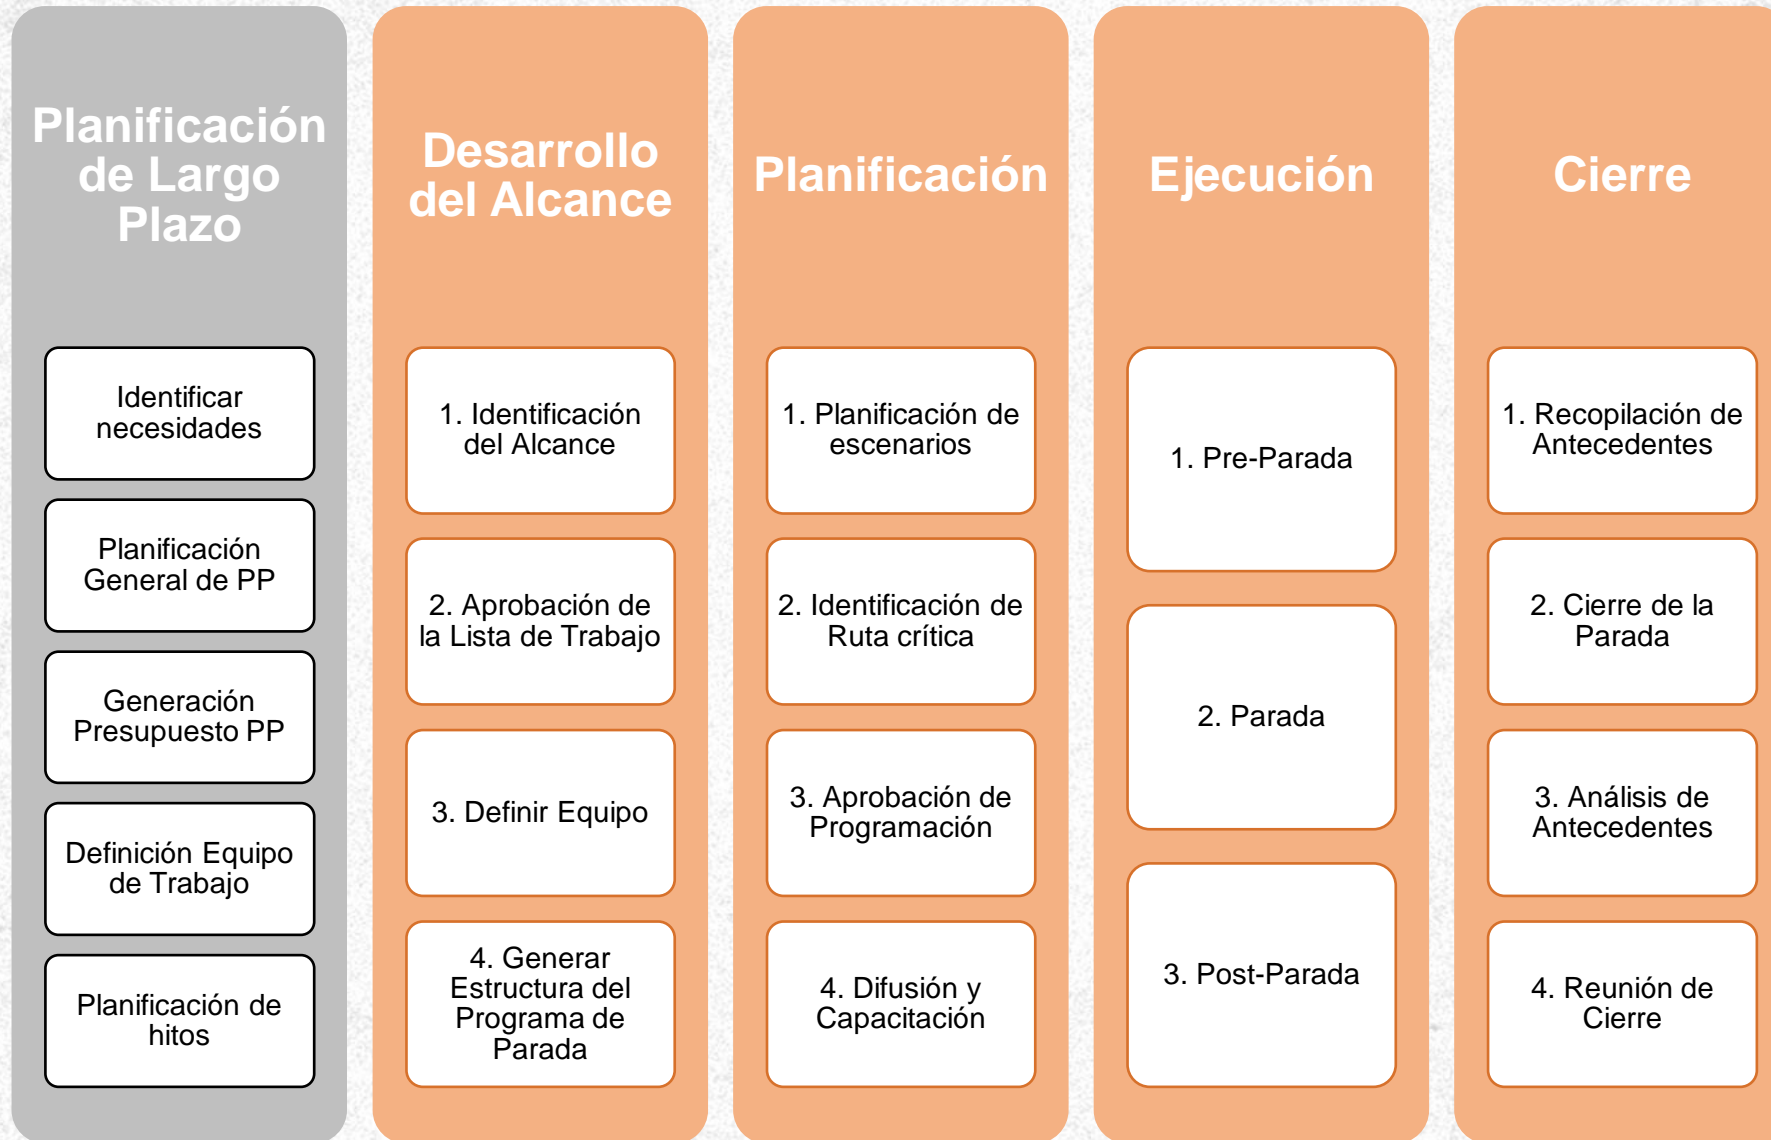 Planificación
de Largo
Plazo
Identificar
necesidades
Planificación
General de PP
Generación
Presupuesto PP
Definición Equipo
de Trabajo
Planificación de
hitos
Desarrollo
del Alcance
1. Identificación
del Alcance
2. Aprobación de
la Lista de Trabajo
3. Definir Equipo
4. Generar
Estructura del
Programa de
Parada
Planificación
1. Planificación de
escenarios
2. Identificación de
Ruta crítica
3. Aprobación de
Programación
4. Difusión y
Capacitación
Ejecución
1. Pre-Parada
2. Parada
3. Post-Parada
Cierre
1. Recopilación de
Antecedentes
2. Cierre de la
Parada
3. Análisis de
Antecedentes
4. Reunión de
Cierre